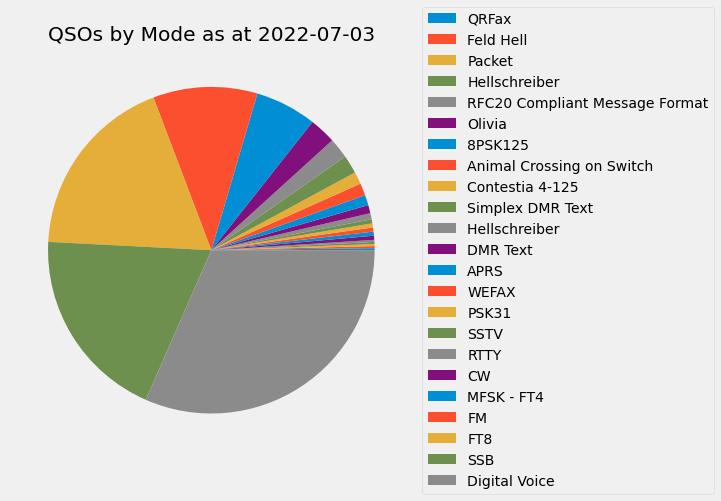 QSOs by Mode as at 2022-07-03
QRFax
Feld Hell
Packet
Hellschreiber
RFC20 Compliant Message Format
Olivia
8PSK125
Animal Crossing on Switch
Contestia 4-125
Simplex DMR Text
Hellschreiber
DMR Text
APRS
WEFAX
PSK31
SSTV
RTTY
CW
MFSK - FT4
FM
FT8
SSB
Digital Voice